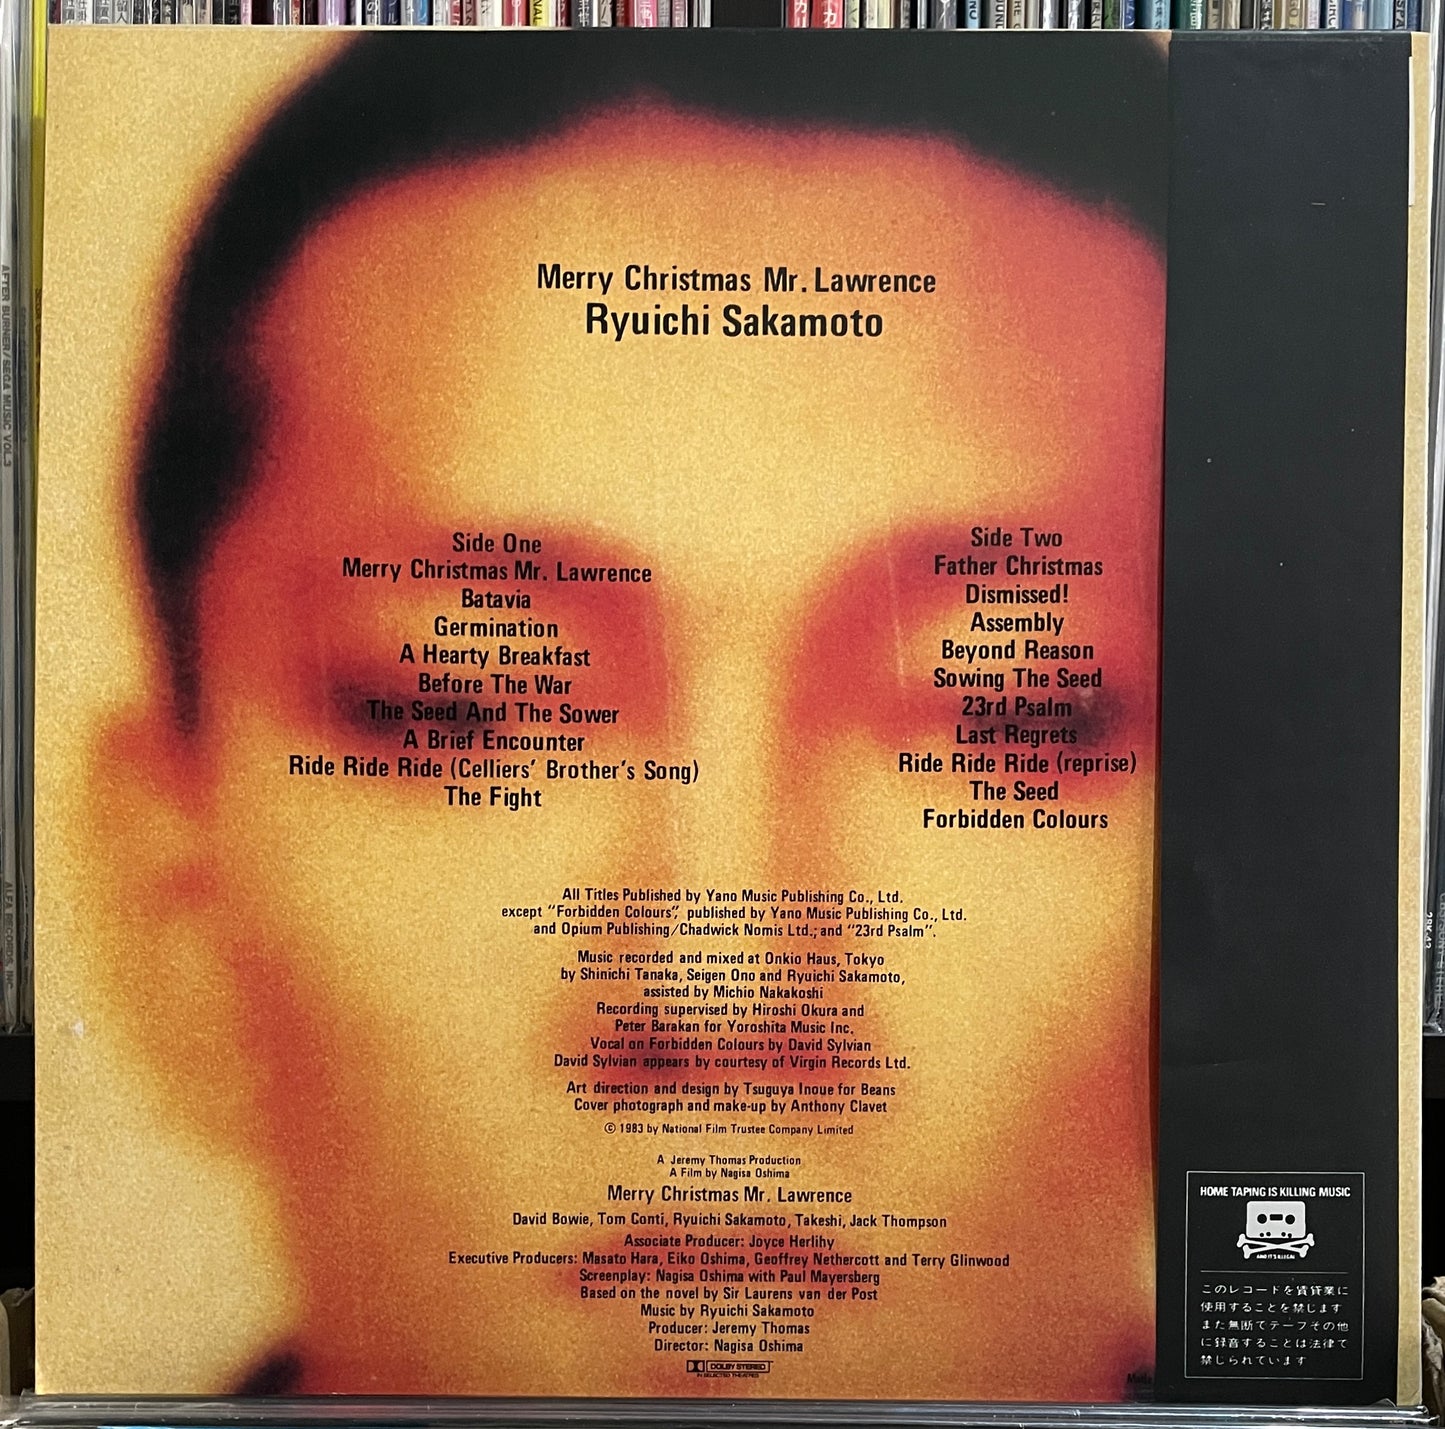 Merry Christmas Mr. Lawrence
Ryuichi Sakamoto
Side One
Merry Christmas Mr. Lawrence
Batavia
Germination
A Hearty Breakfast
Before The War
The Seed And The Sower
A Brief Encounter
Ride Ride Ride (Celliers' Brother's Song)
The Fight
Side Two
Father Christmas
Dismissed!
Assembly
Beyond Reason
Sowing The Seed
23rd Psalm
Last Regrets
Ride Ride Ride (reprise)
The Seed
Forbidden Colours
All Titles Published by Yano Music Publishing Co., Ltd.
except "Forbidden Colours", published by Yano Music Publishing Co., Ltd.
and Opium Publishing/Chadwick Nomis Ltd.; and "23rd Psalm".
Music recorded and mixed at Onkio Haus, Tokyo
by Shinichi Tanaka, Seigen Ono and Ryuichi Sakamoto,
assisted by Michio Nakakoshi
Recording supervised by Hiroshi Okura and
Peter Barakan for Yoroshita Music Inc.
Vocal on Forbidden Colours by David Sylvian
David Sylvian appears by courtesy of Virgin Records Ltd.
Art direction and design by Tsuguya Inoue for Beans
Cover photograph and make-up by Anthony Clavet
© 1983 by National Film Trustee Company Limited
A Jeremy Thomas Production
A Film by Nagisa Oshima
Merry Christmas Mr. Lawrence
David Bowie, Tom Conti, Ryuichi Sakamoto, Takeshi, Jack Thompson
Associate Producer: Joyce Herlihy
Executive Producers: Masato Hara, Eiko Oshima, Geoffrey Nethercott and Terry Glinwood
Screenplay: Nagisa Oshima with Paul Mayersberg
Based on the novel by Sir Laurens van der Post
Music by Ryuichi Sakamoto
Producer: Jeremy Thomas
Director: Nagisa Oshima
DOLBY STEREO
IN SELECTED THEATRES
HOME TAPING IS KILLING MUSIC
AND IT'S ILLEGAL
このレコードを賃貸業に
使用することを禁じます
また無断でテープその他
に録音することは法律で
禁じられています
AFTER BURNER/SEGA MUSIC VOL.3